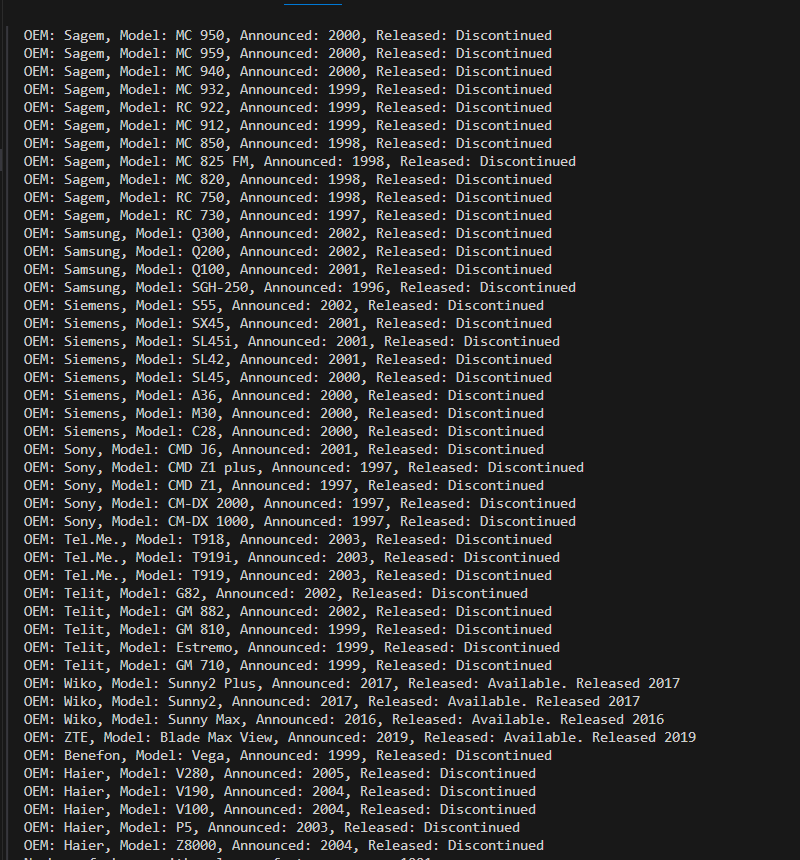 OEM: Sagem, Model: MC 950, Announced: 2000, Released: Discontinued
OEM: Sagem, Model: MC 959, Announced: 2000, Released: Discontinued
OEM: Sagem, Model: MC 940, Announced: 2000, Released: Discontinued
OEM: Sagem, Model: MC 932, Announced: 1999, Released: Discontinued
OEM: Sagem, Model: RC 922, Announced: 1999, Released: Discontinued
OEM: Sagem, Model: MC 912, Announced: 1999, Released: Discontinued
OEM: Sagem, Model: MC 850, Announced: 1998, Released: Discontinued
OEM: Sagem, Model: MC 825 FM, Announced: 1998, Released: Discontinued
OEM: Sagem, Model: MC 820, Announced: 1998, Released: Discontinued
OEM: Sagem, Model: RC 750, Announced: 1998, Released: Discontinued
OEM: Sagem, Model: RC 730, Announced: 1997, Released: Discontinued
OEM: Samsung, Model: Q300, Announced: 2002, Released: Discontinued
OEM: Samsung, Model: Q200, Announced: 2002, Released: Discontinued
OEM: Samsung, Model: Q100, Announced: 2001, Released: Discontinued
OEM: Samsung, Model: SGH-250, Announced: 1996, Released: Discontinued
OEM: Siemens, Model: S55, Announced: 2002, Released: Discontinued
OEM: Siemens, Model: SX45, Announced: 2001, Released: Discontinued
OEM: Siemens, Model: SL45i, Announced: 2001, Released: Discontinued
OEM: Siemens, Model: SL42, Announced: 2001, Released: Discontinued
OEM: Siemens, Model: SL45, Announced: 2000, Released: Discontinued
OEM: Siemens, Model: A36, Announced: 2000, Released: Discontinued
OEM: Siemens, Model: M30, Announced: 2000, Released: Discontinued
OEM: Siemens, Model: C28, Announced: 2000, Released: Discontinued
OEM: Sony, Model: CMD J6, Announced: 2001, Released: Discontinued
OEM: Sony, Model: CMD Z1 plus, Announced: 1997, Released: Discontinued
OEM: Sony, Model: CMD Z1, Announced: 1997, Released: Discontinued
OEM: Sony, Model: CM-DX 2000, Announced: 1997, Released: Discontinued
OEM: Sony, Model: CM-DX 1000, Announced: 1997, Released: Discontinued
OEM: Tel.Me., Model: T918, Announced: 2003, Released: Discontinued
OEM: Tel.Me., Model: T919i, Announced: 2003, Released: Discontinued
OEM: Tel.Me., Model: T919, Announced: 2003, Released: Discontinued
OEM: Telit, Model: G82, Announced: 2002, Released: Discontinued
OEM: Telit, Model: GM 882, Announced: 2002, Released: Discontinued
OEM: Telit, Model: GM 810, Announced: 1999, Released: Discontinued
OEM: Telit, Model: Estremo, Announced: 1999, Released: Discontinued
OEM: Telit, Model: GM 710, Announced: 1999, Released: Discontinued
OEM: Wiko, Model: Sunny2 Plus, Announced: 2017, Released: Available. Released 2017
OEM: Wiko, Model: Sunny2, Announced: 2017, Released: Available. Released 2017
OEM: Wiko, Model: Sunny Max, Announced: 2016, Released: Available. Released 2016
OEM: ZTE, Model: Blade Max View, Announced: 2019, Released: Available. Released 2019
OEM: Benefon, Model: Vega, Announced: 1999, Released: Discontinued
OEM: Haier, Model: V280, Announced: 2005, Released: Discontinued
OEM: Haier, Model: V190, Announced: 2004, Released: Discontinued
OEM: Haier, Model: V100, Announced: 2004, Released: Discontinued
OEM: Haier, Model: P5, Announced: 2003, Released: Discontinued
OEM: Haier, Model: Z8000, Announced: 2004, Released: Discontinued